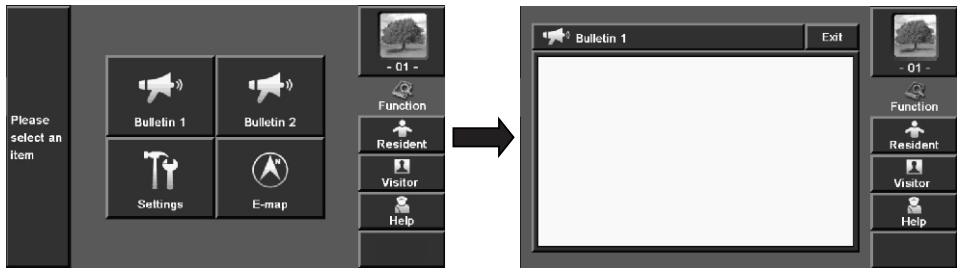 Please
select an
item
Bulletin 1
Bulletin 2
Settings
E-map
N
- 01 -
Function
Resident
Visitor
Help
Bulletin 1
Exit
- 01 -
Function
Resident
Visitor
Help